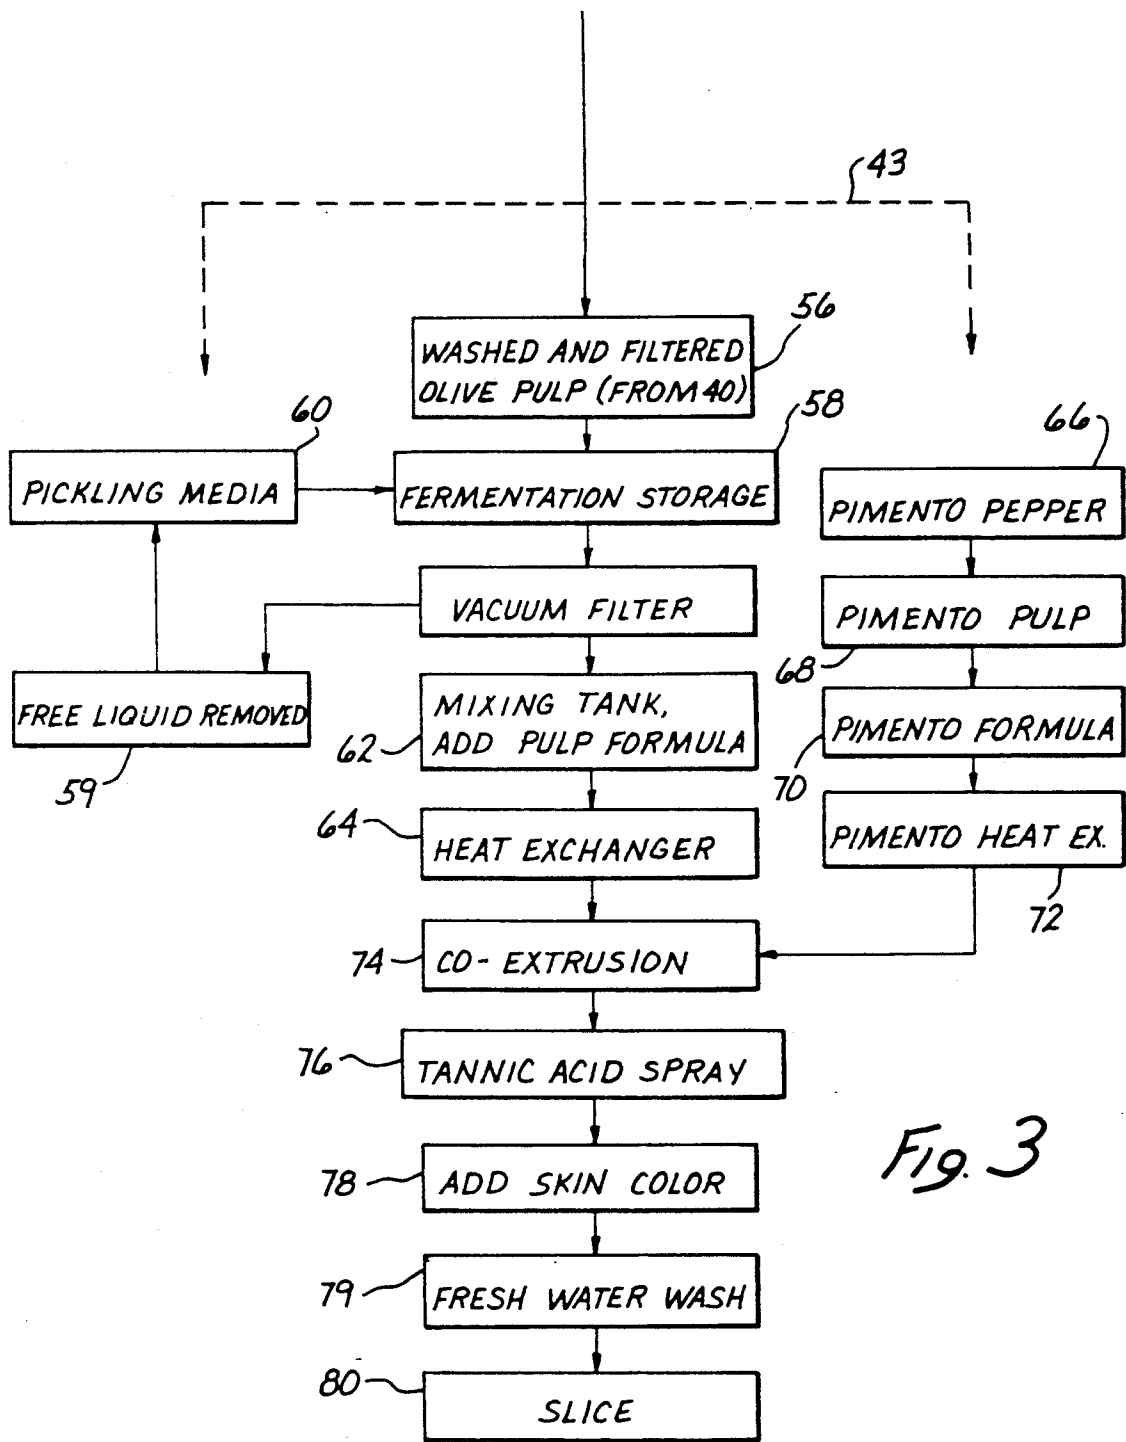 43
56
WASHED AND FILTERED
OLIVE PULP (FROM 40)
58
60
PICKLING MEDIA
FERMENTATION STORAGE
66
PIMENTO PEPPER
VACUUM FILTER
PIMENTO PULP
68
FREE LIQUID REMOVED
59
MIXING TANK,
ADD PULP FORMULA
62
PIMENTO FORMULA
70
64
HEAT EXCHANGER
PIMENTO HEAT EX.
72
74
CO-EXTRUSION
76
TANNIC ACID SPRAY
78
ADD SKIN COLOR
79
FRESH WATER WASH
80
SLICE
Fig. 3